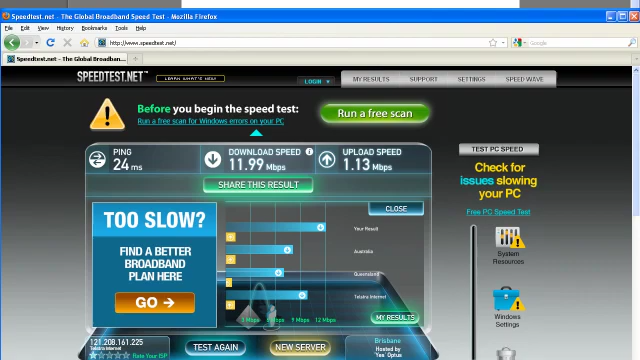 Speedtest.net - The Global Broadband Speed Test - Mozilla Firefox
File Edit View History Bookmarks Tools Help
http://www.speedtest.net/
Google
Speedtest.net - The Global Broadban...
SPEEDTEST.NET
LEARN WHAT'S NEW!
LOGIN
MY RESULTS
SUPPORT
SETTINGS
SPEED WAVE
Before you begin the speed test:
Run a free scan for Windows errors on your PC
Run a free scan
PING
24 ms
DOWNLOAD SPEED
11.99 Mbps
UPLOAD SPEED
1.13 Mbps
SHARE THIS RESULT
TOO SLOW?
FIND A BETTER
BROADBAND
PLAN HERE
GO
CLOSE
Your Result
Australia
Queensland
Telstra Internet
9 Mbps 12 Mbps
MY RESULTS
121.208.161.225
Telstra Internet
Rate Your ISP
TEST AGAIN
NEW SERVER
Brisbane
Hosted by
Yes' Optus
TEST PC SPEED
Check for
issues slowing
your PC
Free PC Speed Test
System
Resources
Windows
Settings